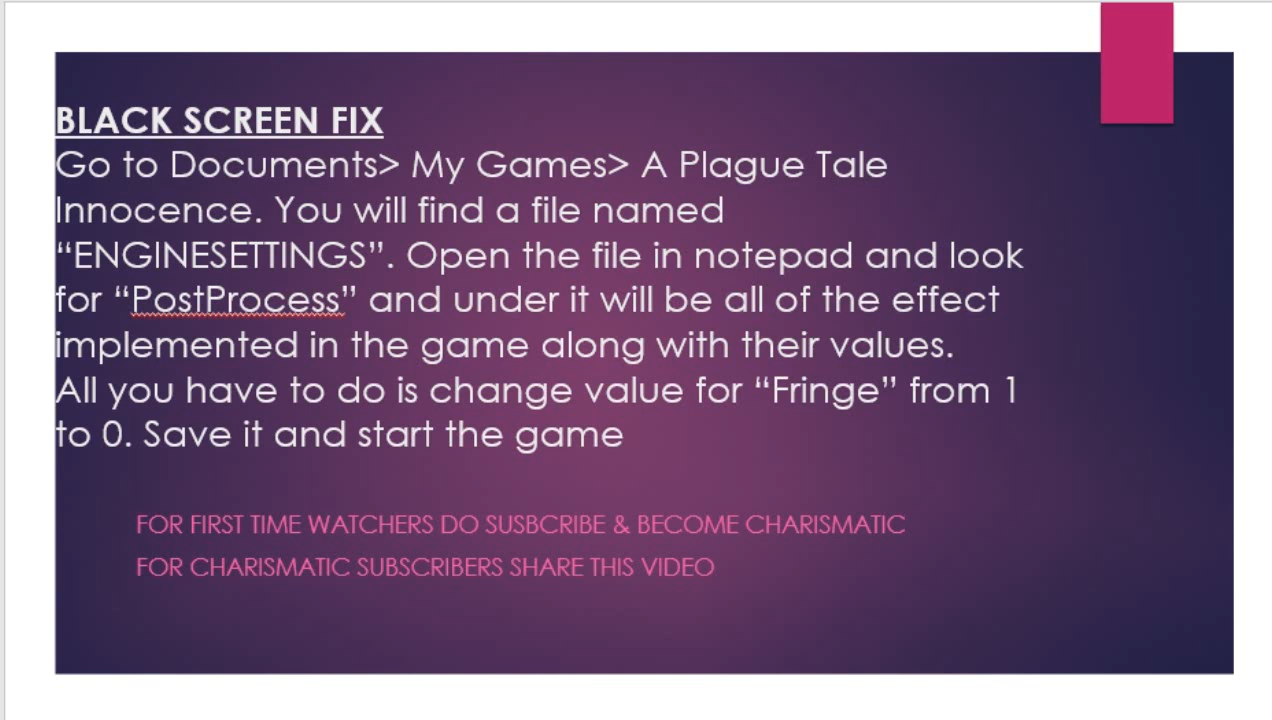 BLACK SCREEN FIX
Go to Documents> My Games> A Plague Tale
Innocence. You will find a file named
“ENGINESETTINGS”. Open the file in notepad and look
for “PostProcess” and under it will be all of the effect
implemented in the game along with their values.
All you have to do is change value for “Fringe” from 1
to 0. Save it and start the game
FOR FIRST TIME WATCHERS DO SUSBCRIBE & BECOME CHARISMATIC
FOR CHARISMATIC SUBSCRIBERS SHARE THIS VIDEO